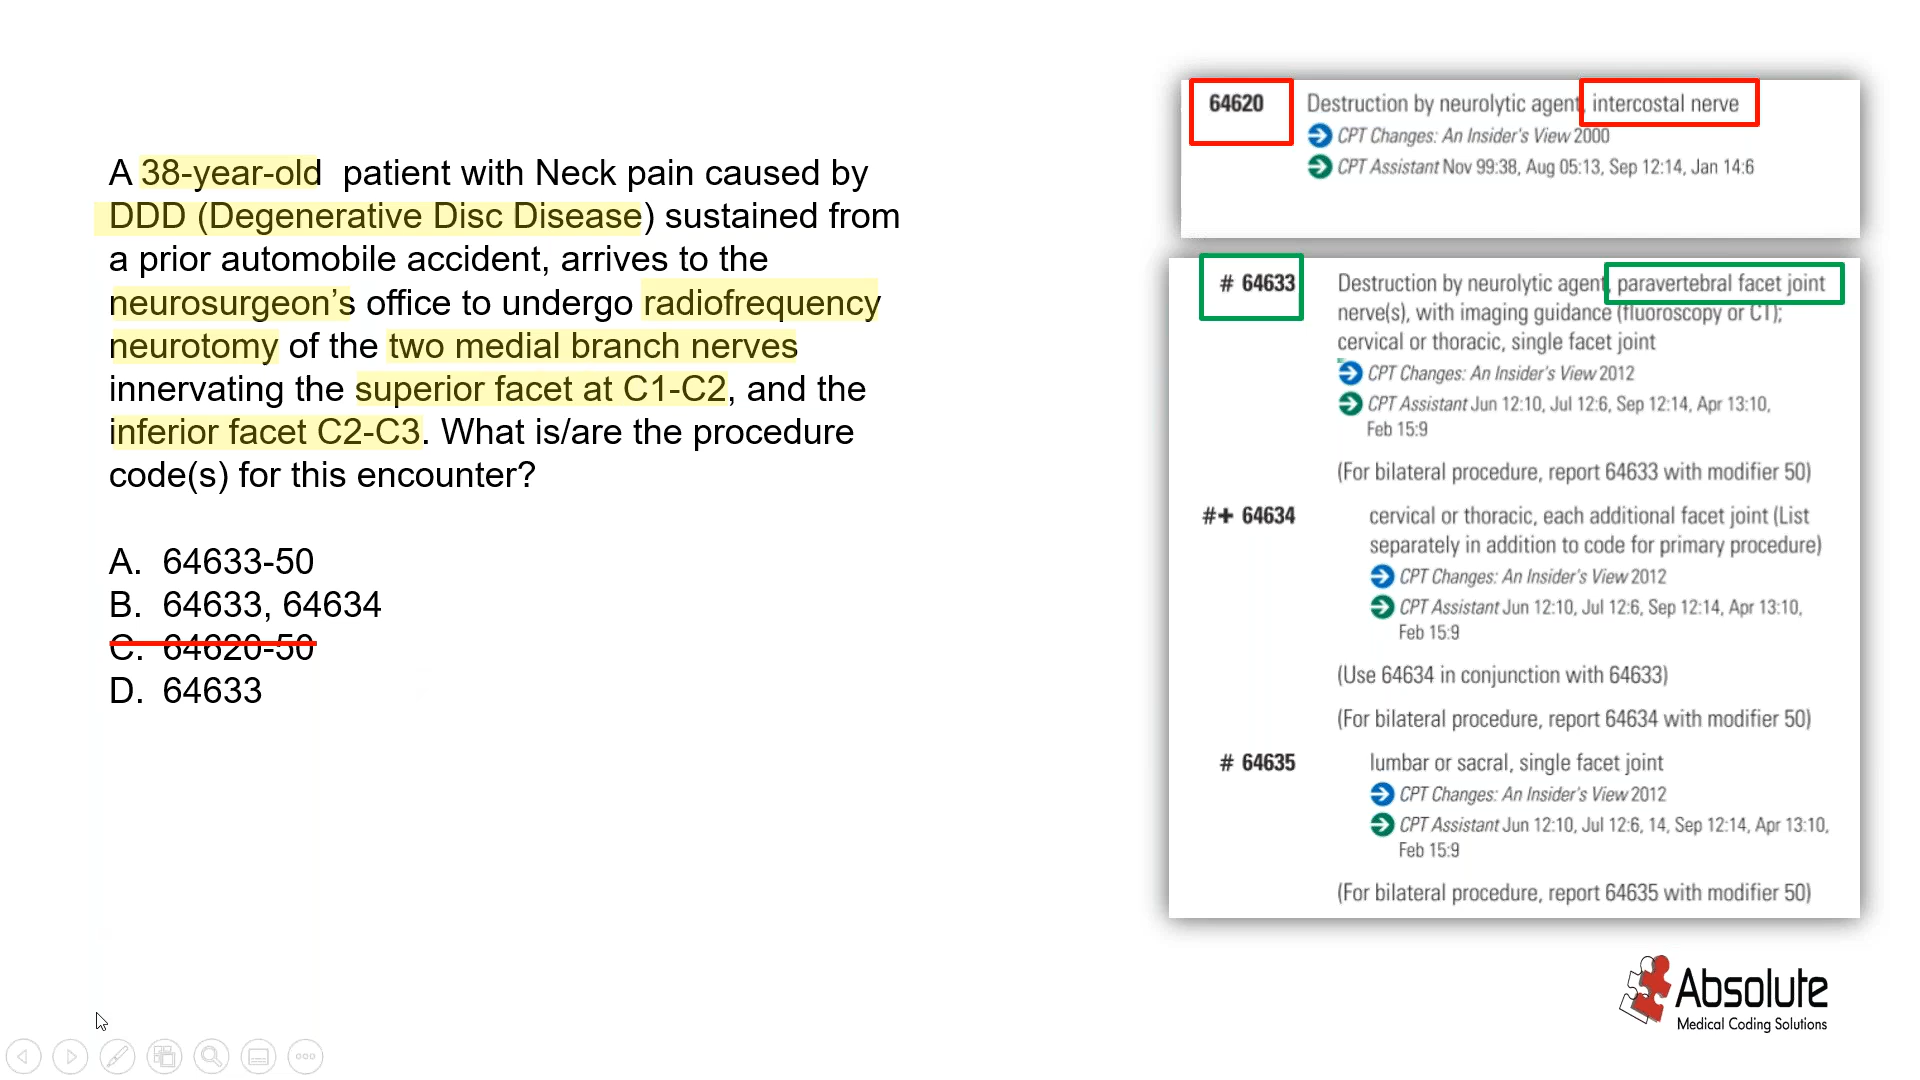 A 38-year-old patient with Neck pain caused by
DDD (Degenerative Disc Disease) sustained from
a prior automobile accident, arrives to the
neurosurgeon’s office to undergo radiofrequency
neurotomy of the two medial branch nerves
innervating the superior facet at C1-C2, and the
inferior facet C2-C3. What is/are the procedure
code(s) for this encounter?
A. 64633-50
B. 64633, 64634
C. 64620-50
D. 64633
64620 Destruction by neurolytic agent, intercostal nerve
CPT Changes: An Insider's View 2000
CPT Assistant Nov 99:38, Aug 05:13, Sep 12:14, Jan 14:6
# 64633 Destruction by neurolytic agent, paravertebral facet joint
nerve(s), with imaging guidance (fluoroscopy or CT);
cervical or thoracic, single facet joint
CPT Changes: An Insider's View 2012
CPT Assistant Jun 12:10, Jul 12:6, Sep 12:14, Apr 13:10,
Feb 15:9
(For bilateral procedure, report 64633 with modifier 50)
#+ 64634 cervical or thoracic, each additional facet joint (List
separately in addition to code for primary procedure)
CPT Changes: An Insider's View 2012
CPT Assistant Jun 12:10, Jul 12:6, Sep 12:14, Apr 13:10,
Feb 15:9
(Use 64634 in conjunction with 64633)
(For bilateral procedure, report 64634 with modifier 50)
# 64635 lumbar or sacral, single facet joint
CPT Changes: An Insider's View 2012
CPT Assistant Jun 12:10, Jul 12:6, 14, Sep 12:14, Apr 13:10,
Feb 15:9
(For bilateral procedure, report 64635 with modifier 50)
Absolute
Medical Coding Solutions